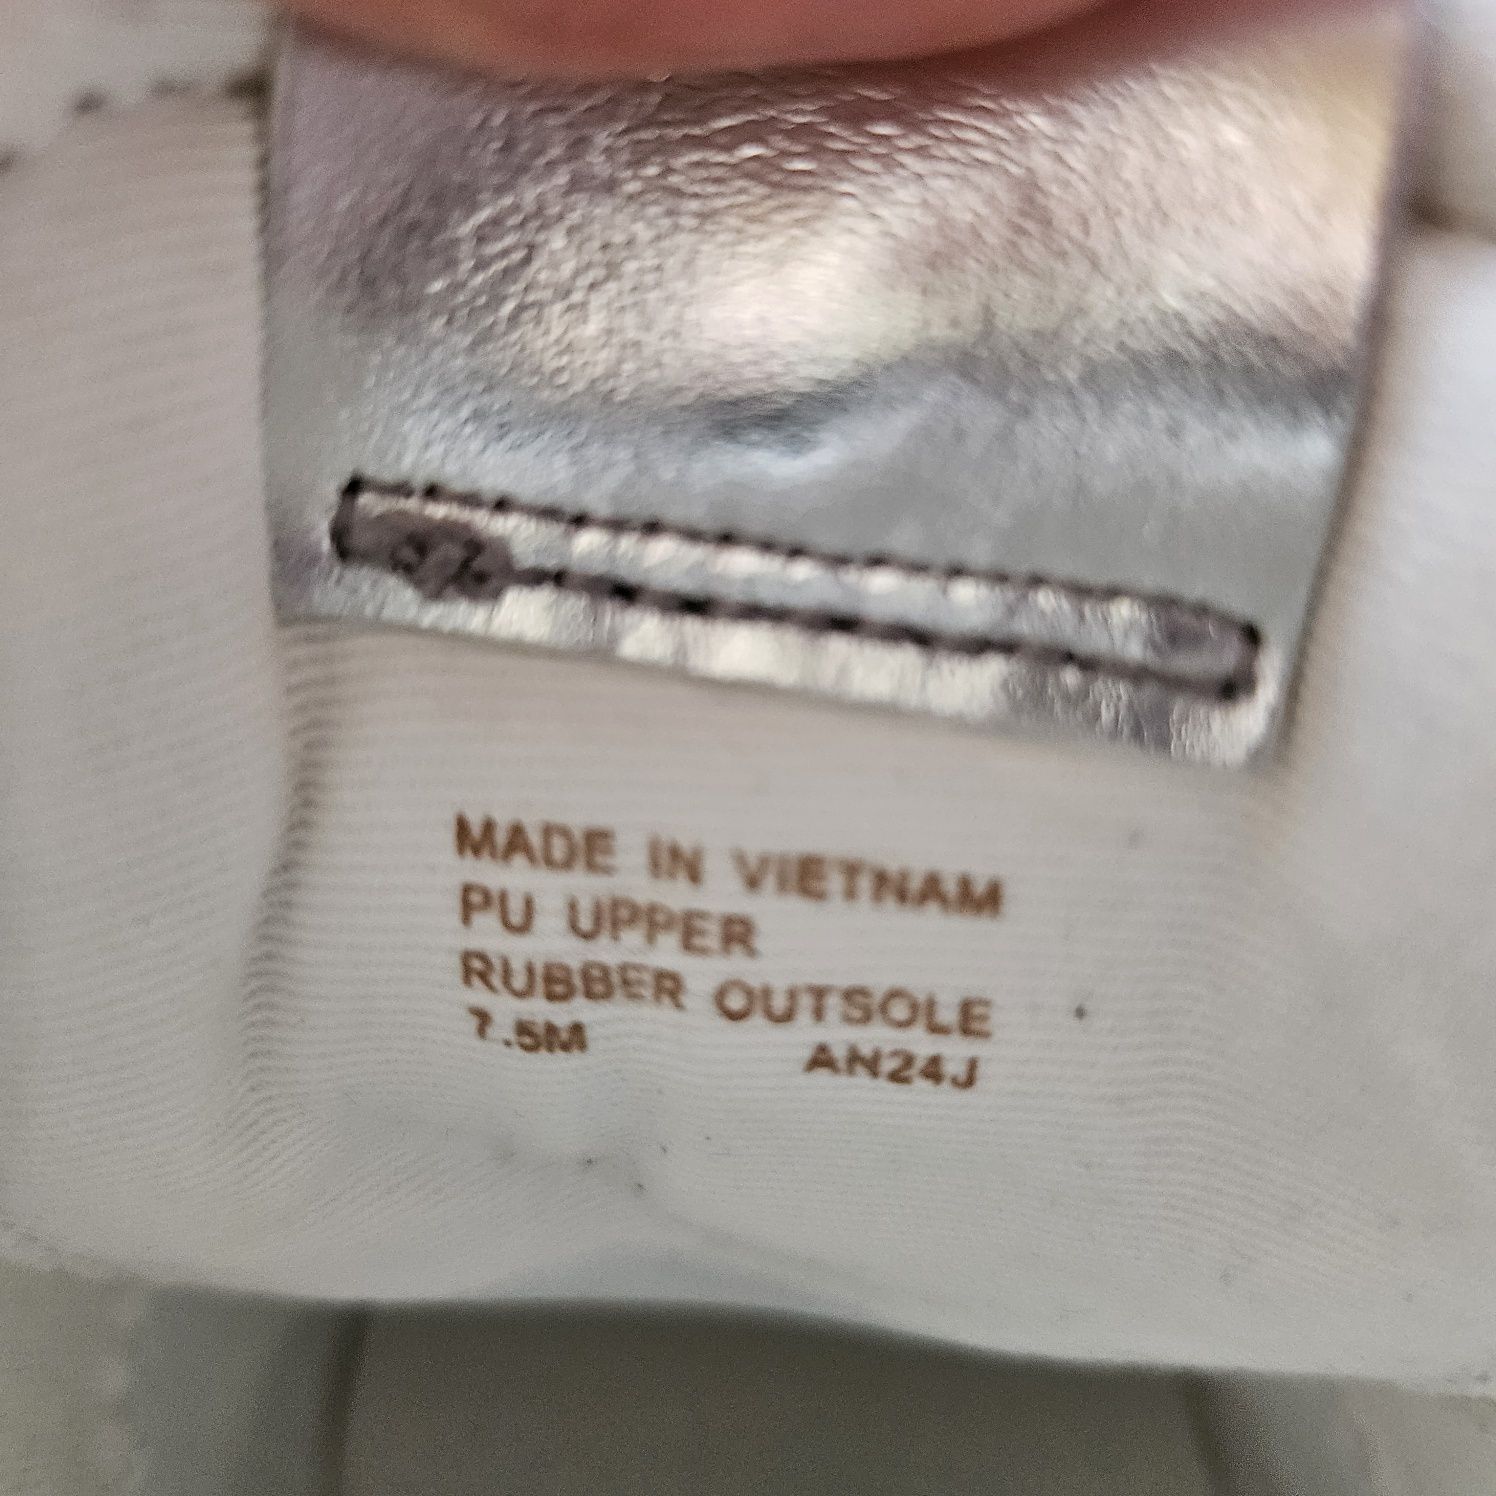 MADE IN VIETNAM
PU UPPER
RUBBER OUTSOLE
7.5M AN24J